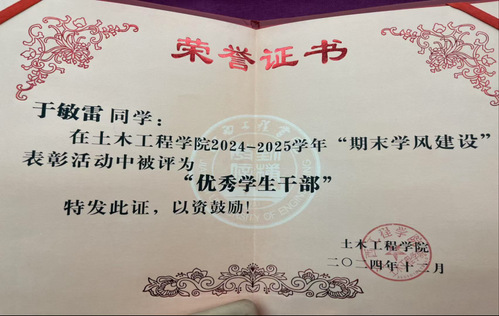 荣誉证书
于敏雷同学：
在土木工程学院2024-2025学年“期末学风建设”
表彰活动中被评为
“优秀学生干部”
特发此证，以资鼓励！
土木工程学院
二〇二四年十二月